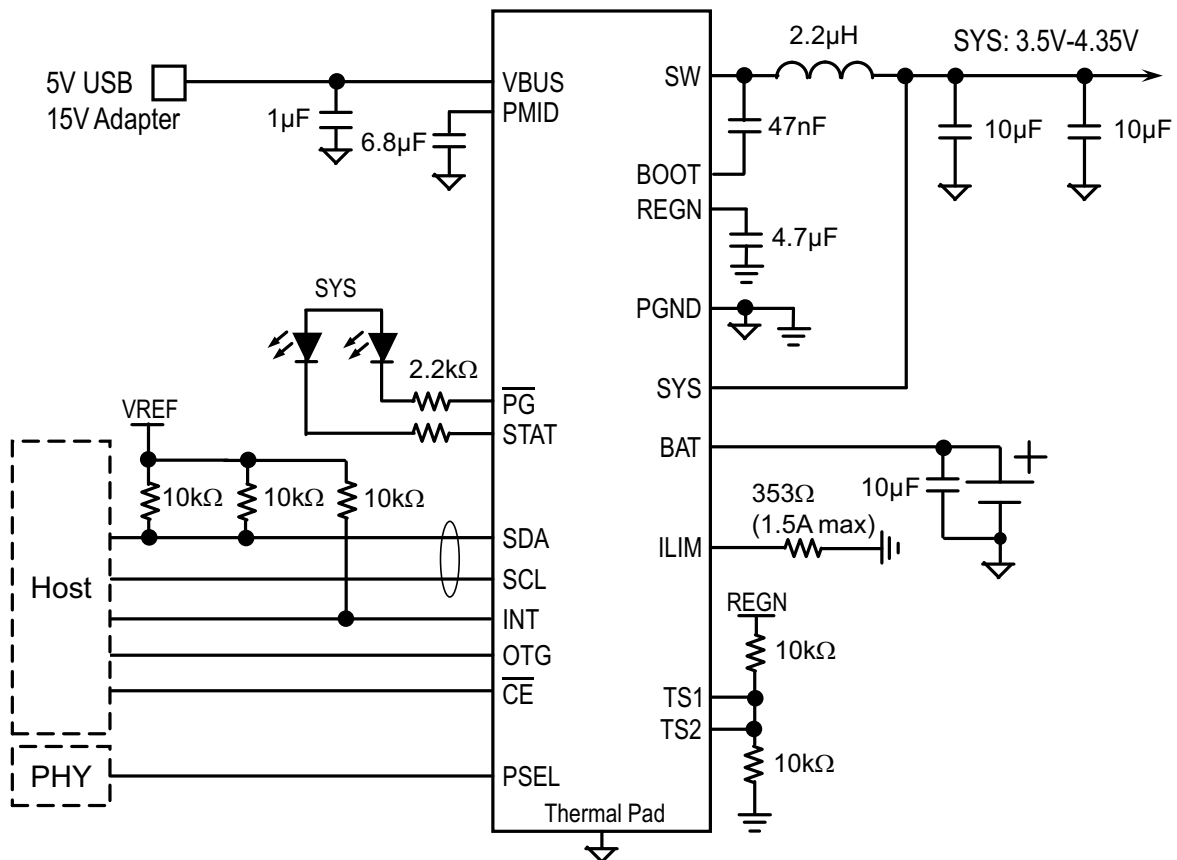 5V USB
15V Adapter
1µF
6.8µF
VBUS
PMID
SW
2.2µH
SYS: 3.5V-4.35V
47nF
10µF
10µF
BOOT
REGN
4.7µF
PGND
SYS
SYS
2.2kΩ
PG
STAT
VREF
10kΩ
10kΩ
10kΩ
BAT
10µF
353Ω
(1.5A max)
ILIM
Host
SDA
SCL
INT
OTG
CE
REGN
10kΩ
TS1
TS2
10kΩ
PHY
PSEL
Thermal Pad